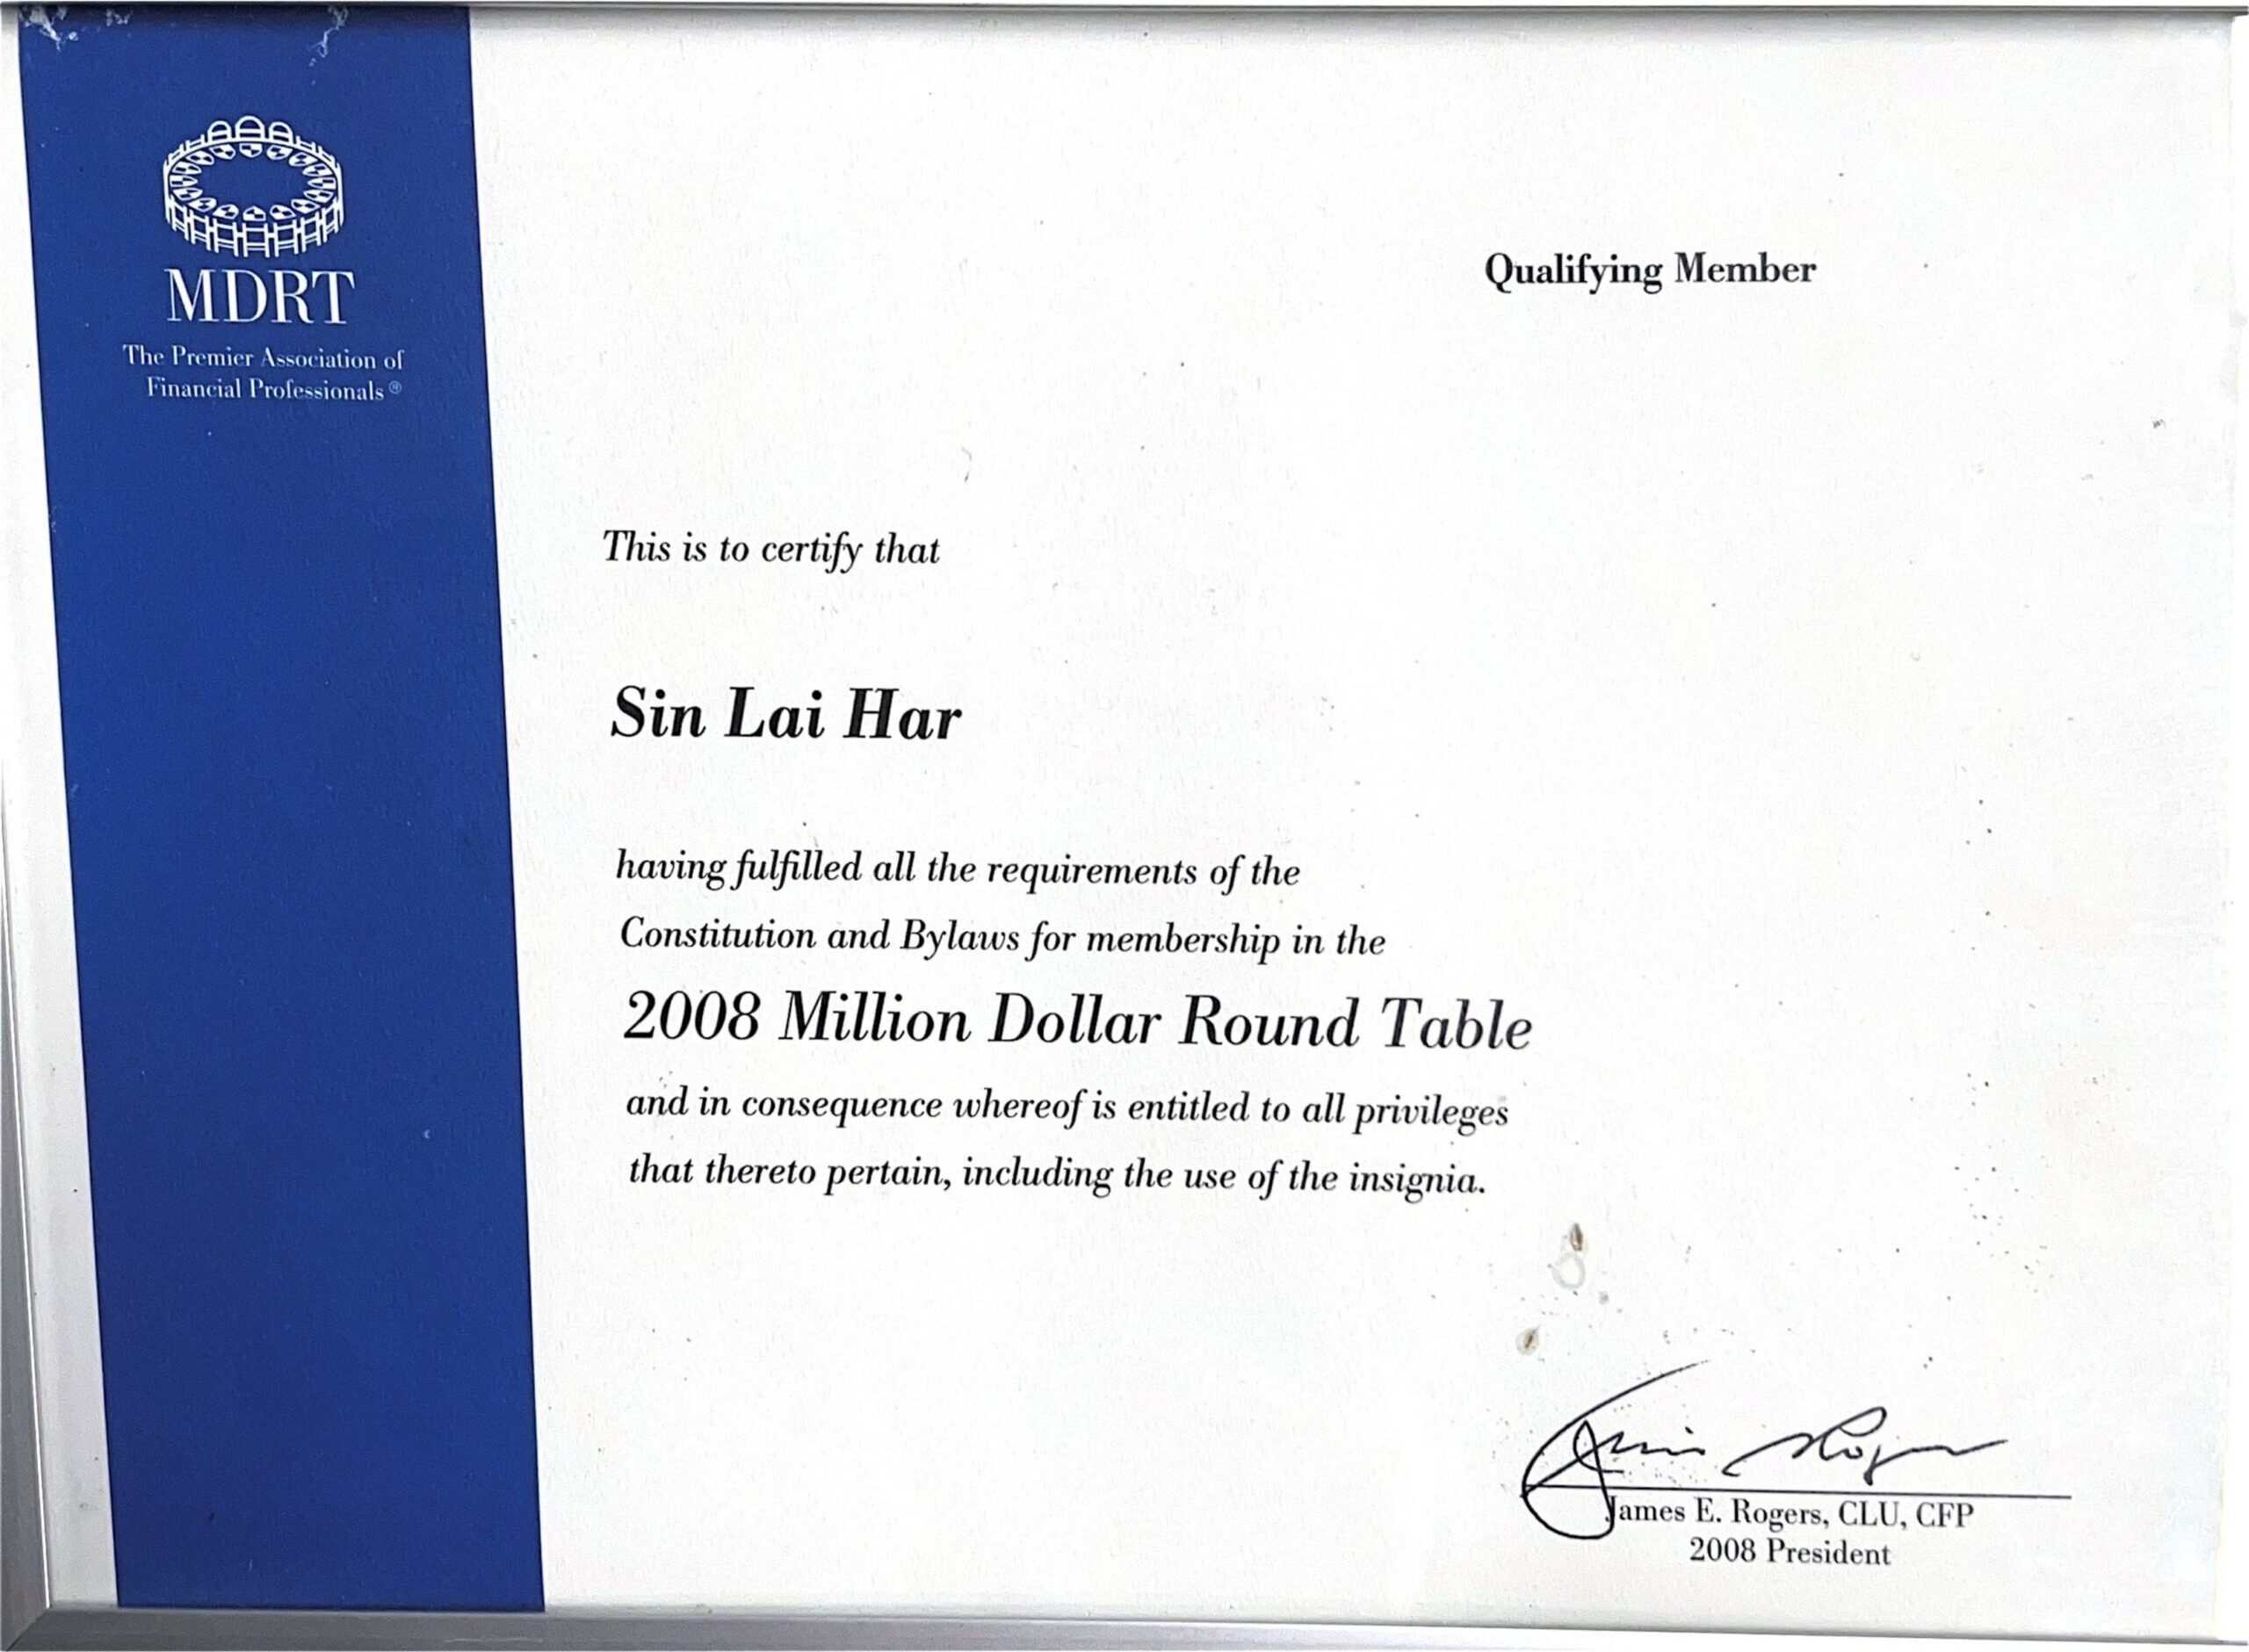 MDRT
The Premier Association of
Financial Professionals®
Qualifying Member
This is to certify that
Sin Lai Har
having fulfilled all the requirements of the
Constitution and Bylaws for membership in the
2008 Million Dollar Round Table
and in consequence whereof is entitled to all privileges
that thereto pertain, including the use of the insignia.
James E. Rogers, CLU, CFP
2008 President